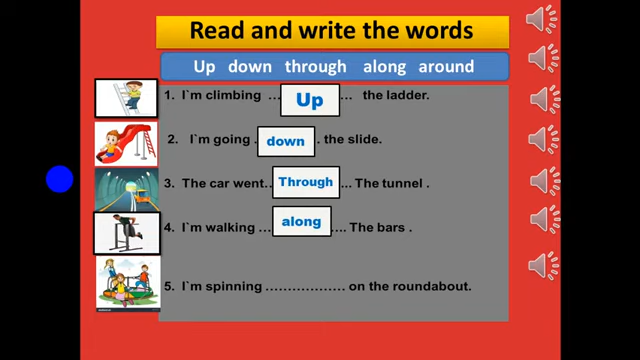 Read and write the words
Up down through along around
1. I`m climbing ... Up ... the ladder.
2. I`m going . down . the slide.
3. The car went.. Through ... The tunnel .
4. I`m walking ... along .... The bars .
5. I`m spinning .................. on the roundabout.